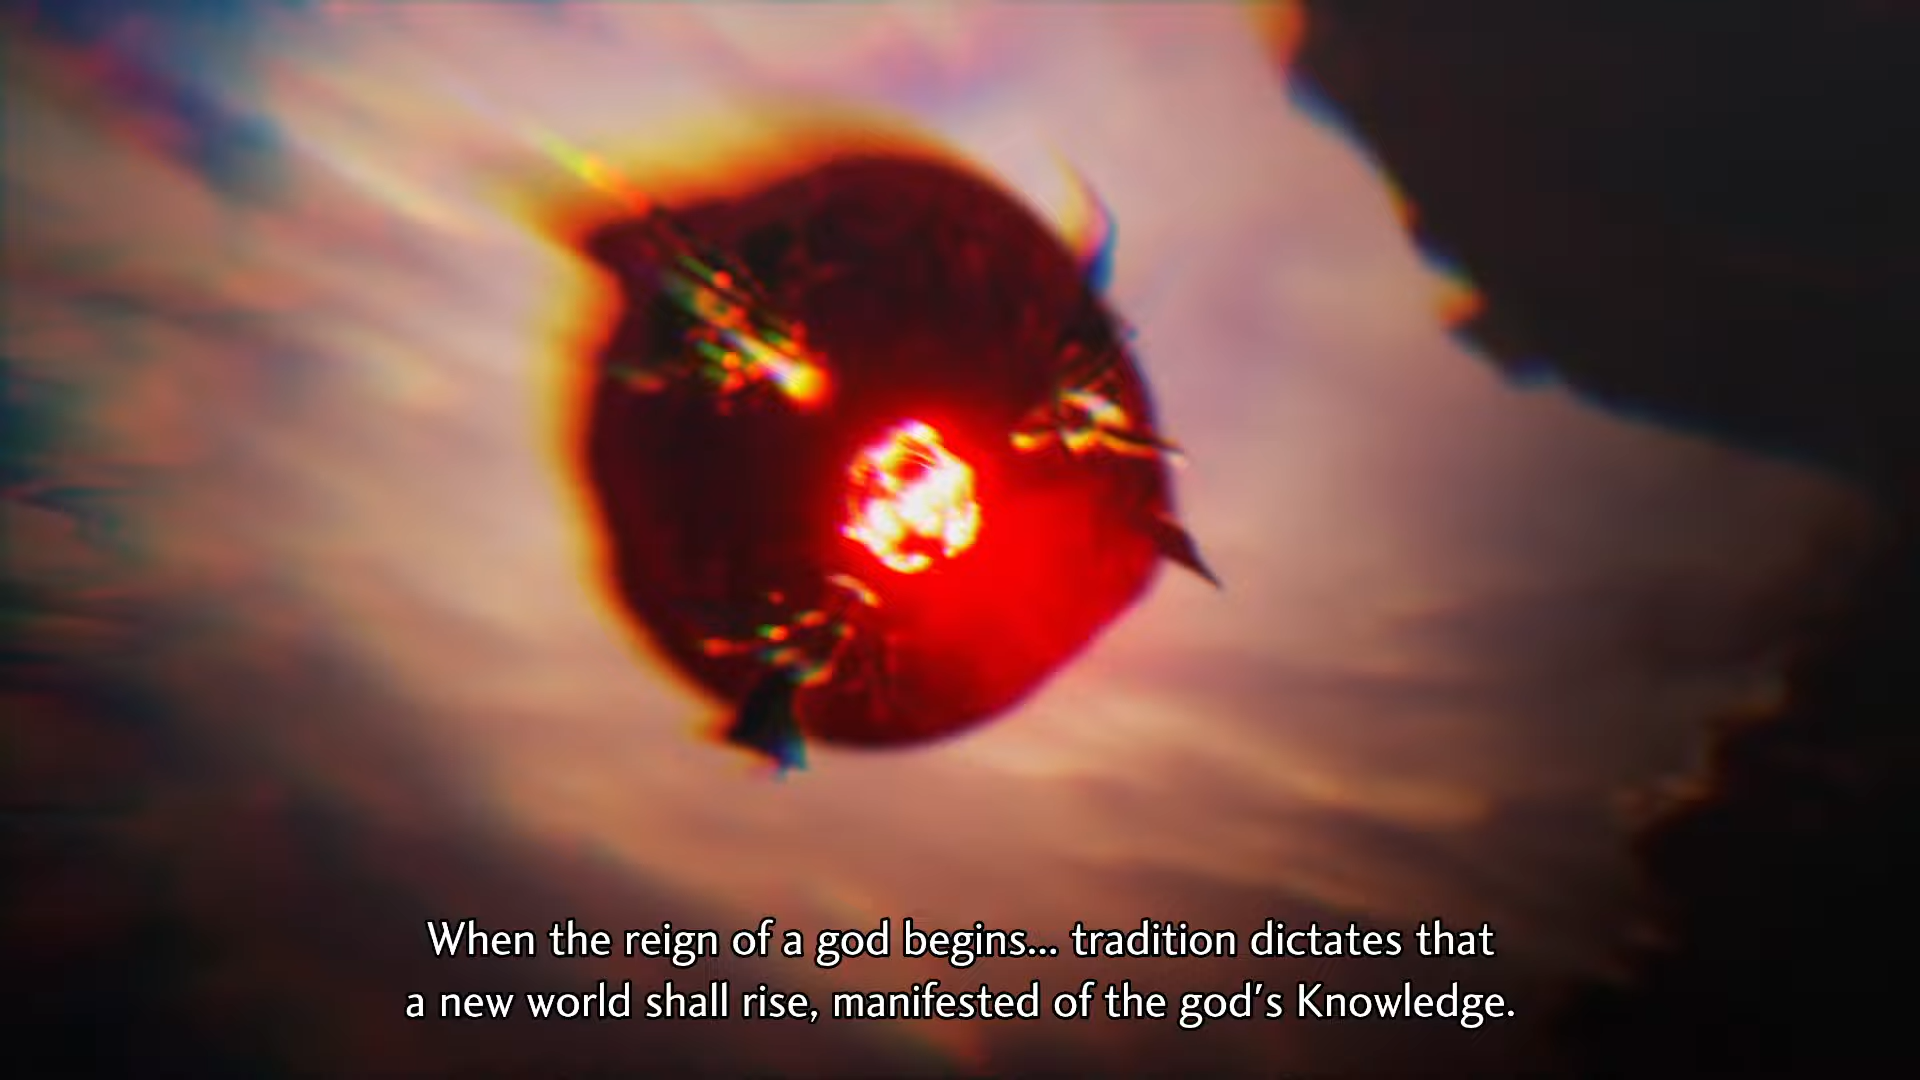 When the reign of a god begins... tradition dictates that
a new world shall rise, manifested of the god's Knowledge.